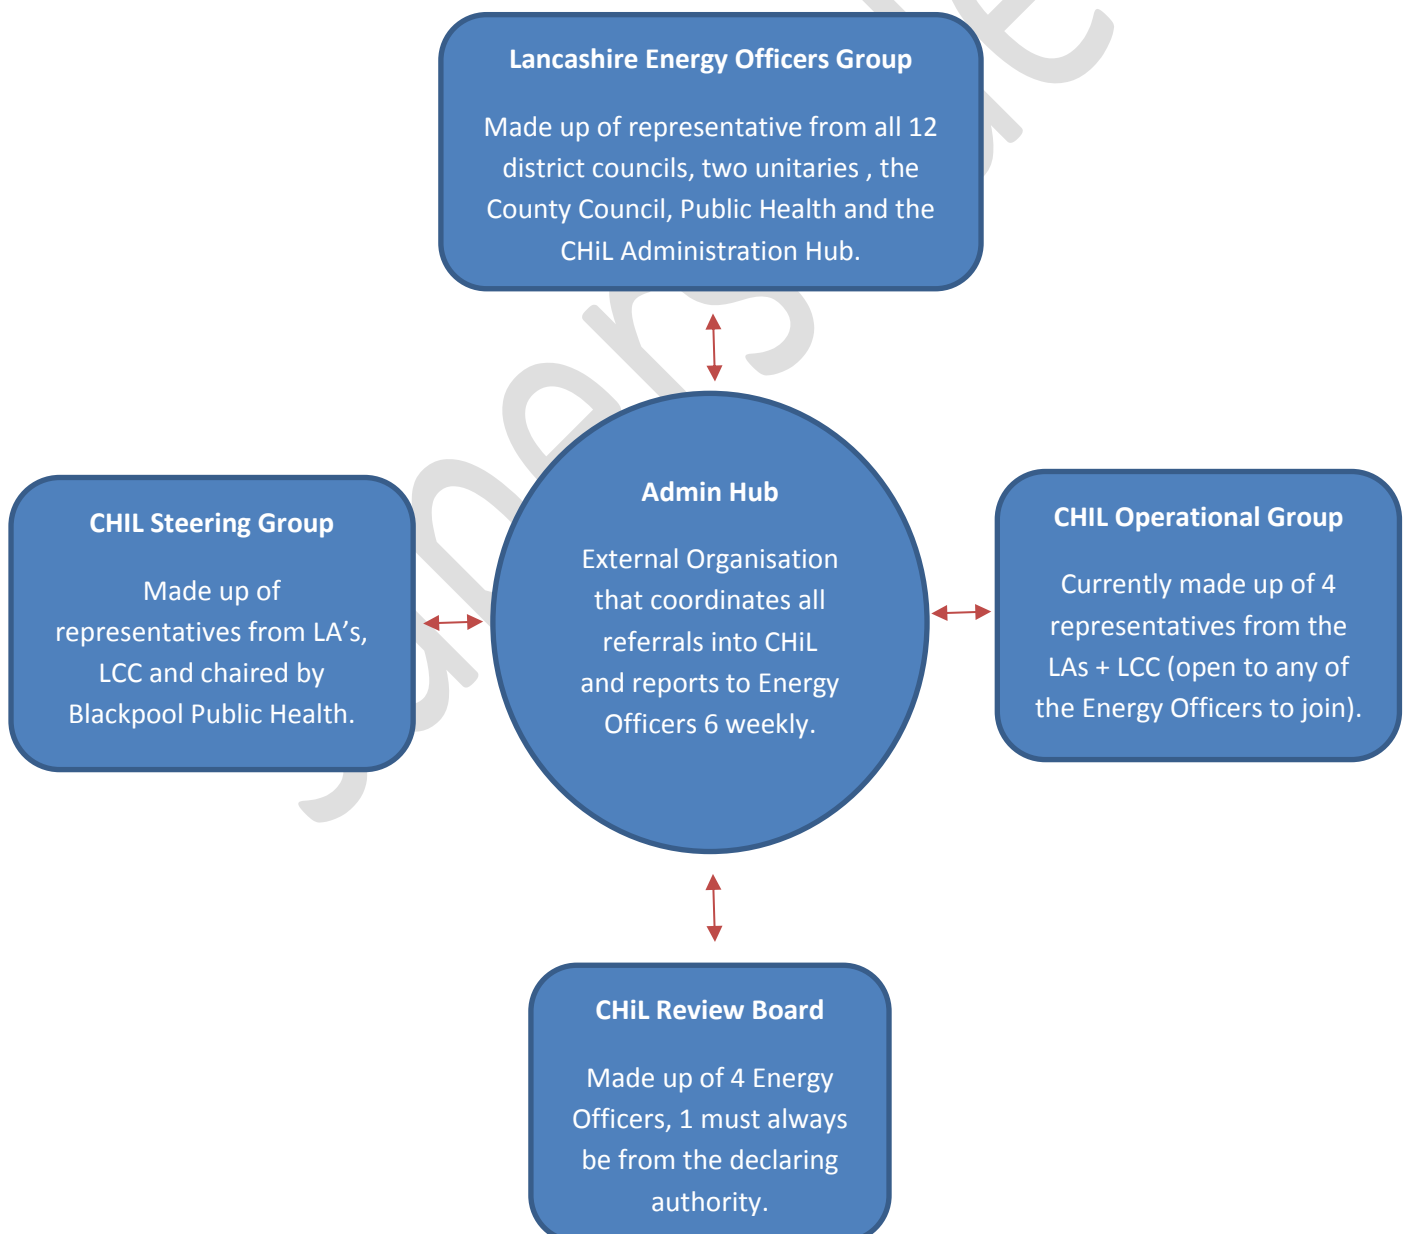 Lancashire Energy Officers Group
Made up of representative from all 12
district councils, two unitaries , the
County Council, Public Health and the
CHiL Administration Hub.
CHIL Steering Group
Made up of
representatives from LA's,
LCC and chaired by
Blackpool Public Health.
Admin Hub
External Organisation
that coordinates all
referrals into CHiL
and reports to Energy
Officers 6 weekly.
CHIL Operational Group
Currently made up of 4
representatives from the
LAs + LCC (open to any of
the Energy Officers to join).
CHiL Review Board
Made up of 4 Energy
Officers, 1 must always
be from the declaring
authority.